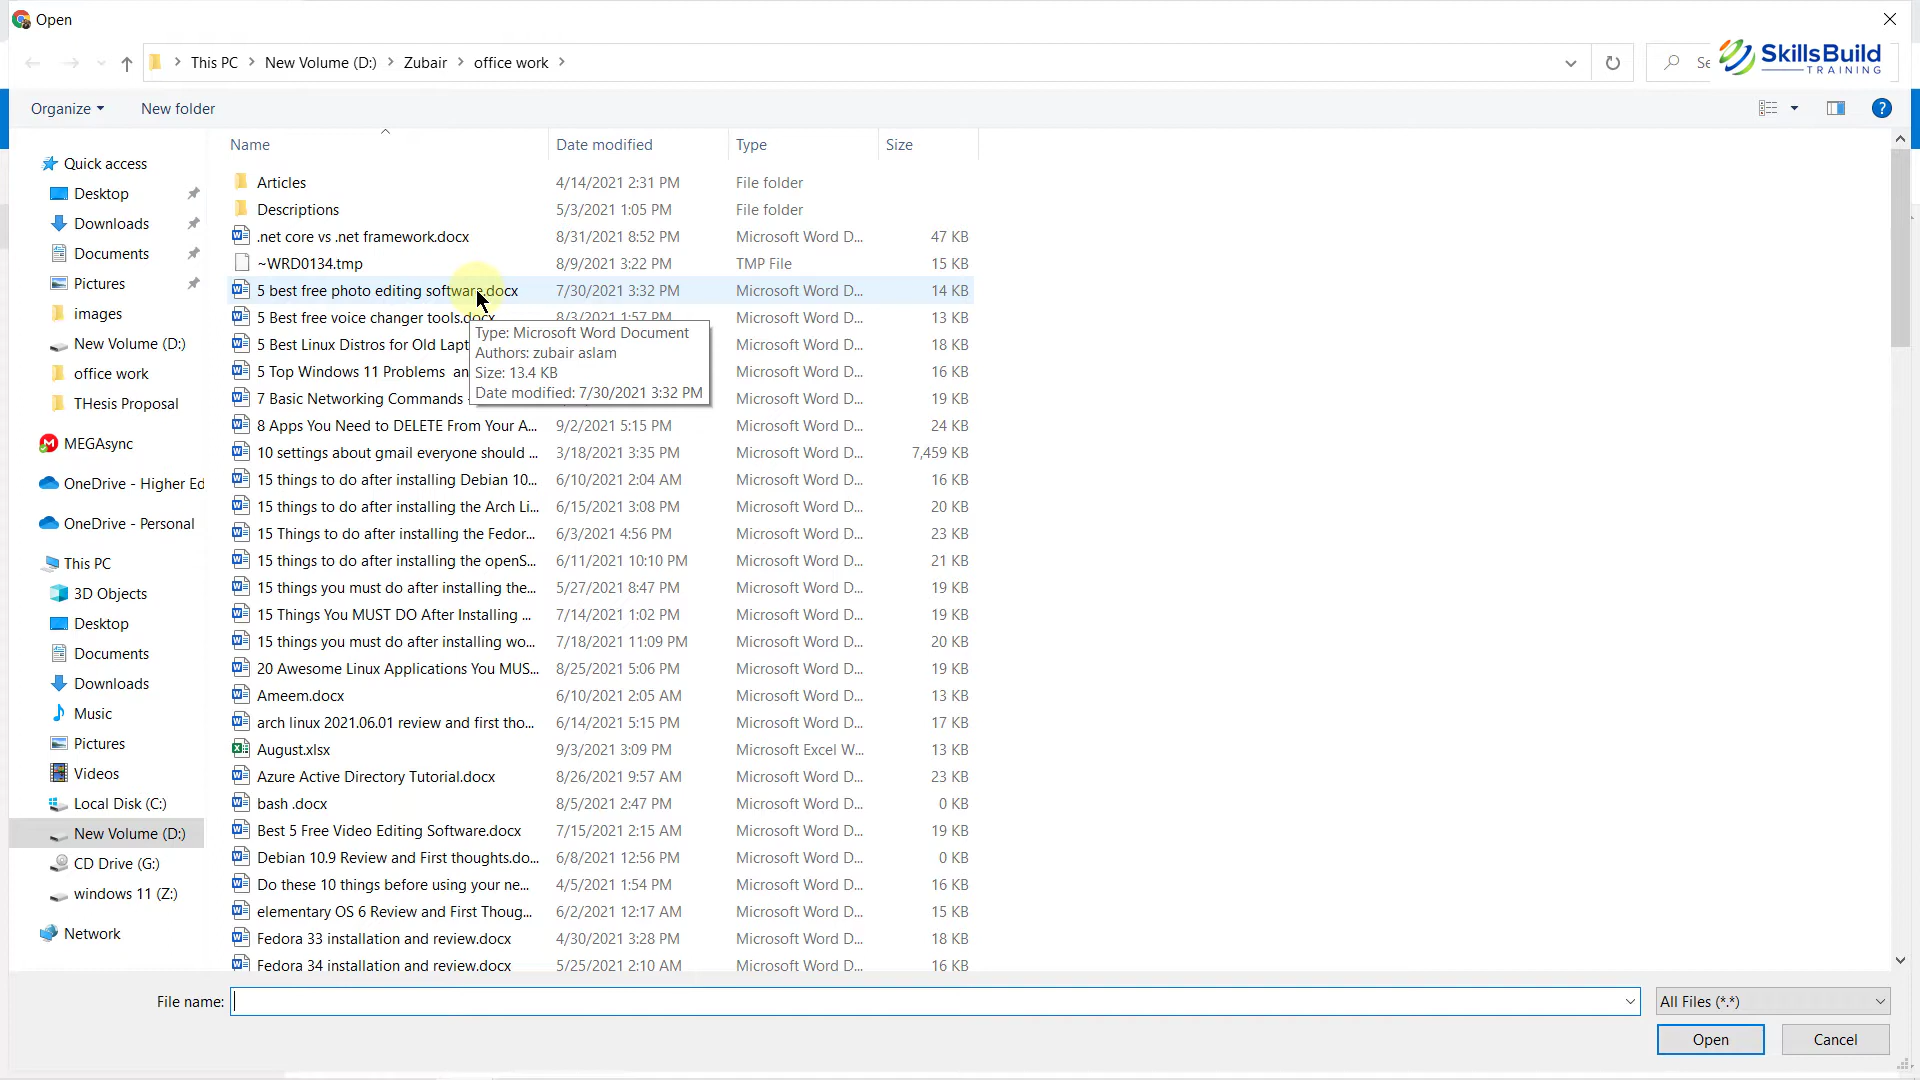 Open
This PC > New Volume (D:) > Zubair > office work >
Se
SkillsBuild
TRAINING
Organize
New folder
?
Name
Date modified
Type
Size
Quick access
Desktop
Downloads
Documents
Pictures
images
New Volume (D:)
office work
THesis Proposal
MEGAsync
OneDrive - Higher Ed
OneDrive - Personal
This PC
3D Objects
Desktop
Documents
Downloads
Music
Pictures
Videos
Local Disk (C:)
New Volume (D:)
CD Drive (G:)
windows 11 (Z:)
Network
Articles 4/14/2021 2:31 PM File folder
Descriptions 5/3/2021 1:05 PM File folder
.net core vs .net framework.docx 8/31/2021 8:52 PM Microsoft Word D... 47 KB
~WRD0134.tmp 8/9/2021 3:22 PM TMP File 15 KB
5 best free photo editing software.docx 7/30/2021 3:32 PM Microsoft Word D... 14 KB
5 Best free voice changer tools.docx 8/3/2021 1:57 PM Microsoft Word D... 13 KB
5 Best Linux Distros for Old Lapt Microsoft Word D... 18 KB
5 Top Windows 11 Problems an Microsoft Word D... 16 KB
7 Basic Networking Commands Microsoft Word D... 19 KB
Type: Microsoft Word Document
Authors: zubair aslam
Size: 13.4 KB
Date modified: 7/30/2021 3:32 PM
8 Apps You Need to DELETE From Your A... 9/2/2021 5:15 PM Microsoft Word D... 24 KB
10 settings about gmail everyone should ... 3/18/2021 3:35 PM Microsoft Word D... 7,459 KB
15 things to do after installing Debian 10... 6/10/2021 2:04 AM Microsoft Word D... 16 KB
15 things to do after installing the Arch Li... 6/15/2021 3:08 PM Microsoft Word D... 20 KB
15 Things to do after installing the Fedor... 6/3/2021 4:56 PM Microsoft Word D... 23 KB
15 things to do after installing the openS... 6/11/2021 10:10 PM Microsoft Word D... 21 KB
15 things you must do after installing the... 5/27/2021 8:47 PM Microsoft Word D... 19 KB
15 Things You MUST DO After Installing ... 7/14/2021 1:02 PM Microsoft Word D... 19 KB
15 things you must do after installing wo... 7/18/2021 11:09 PM Microsoft Word D... 20 KB
20 Awesome Linux Applications You MUS... 8/25/2021 5:06 PM Microsoft Word D... 19 KB
Ameem.docx 6/10/2021 2:05 AM Microsoft Word D... 13 KB
arch linux 2021.06.01 review and first tho... 6/14/2021 5:15 PM Microsoft Word D... 17 KB
August.xlsx 9/3/2021 3:09 PM Microsoft Excel W... 13 KB
Azure Active Directory Tutorial.docx 8/26/2021 9:57 AM Microsoft Word D... 23 KB
bash .docx 8/5/2021 2:47 PM Microsoft Word D... 0 KB
Best 5 Free Video Editing Software.docx 7/15/2021 2:15 AM Microsoft Word D... 19 KB
Debian 10.9 Review and First thoughts.do... 6/8/2021 12:56 PM Microsoft Word D... 0 KB
Do these 10 things before using your ne... 4/5/2021 1:54 PM Microsoft Word D... 16 KB
elementary OS 6 Review and First Thoug... 6/2/2021 12:17 AM Microsoft Word D... 15 KB
Fedora 33 installation and review.docx 4/30/2021 3:28 PM Microsoft Word D... 18 KB
Fedora 34 installation and review.docx 5/25/2021 2:10 AM Microsoft Word D... 16 KB
File name:
All Files (*.*)
Open
Cancel